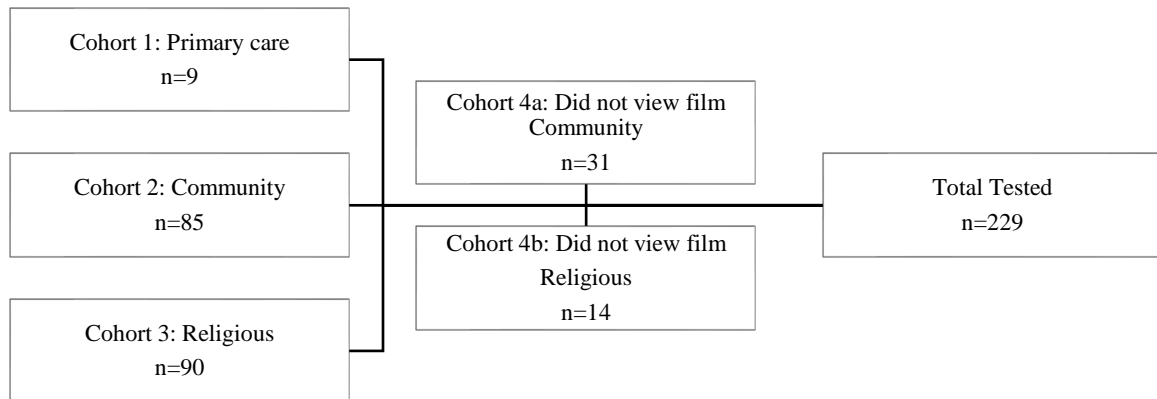 Cohort 1: Primary care
n=9
Cohort 2: Community
n=85
Cohort 3: Religious
n=90
Cohort 4a: Did not view film
Community
n=31
Cohort 4b: Did not view film
Religious
n=14
Total Tested
n=229